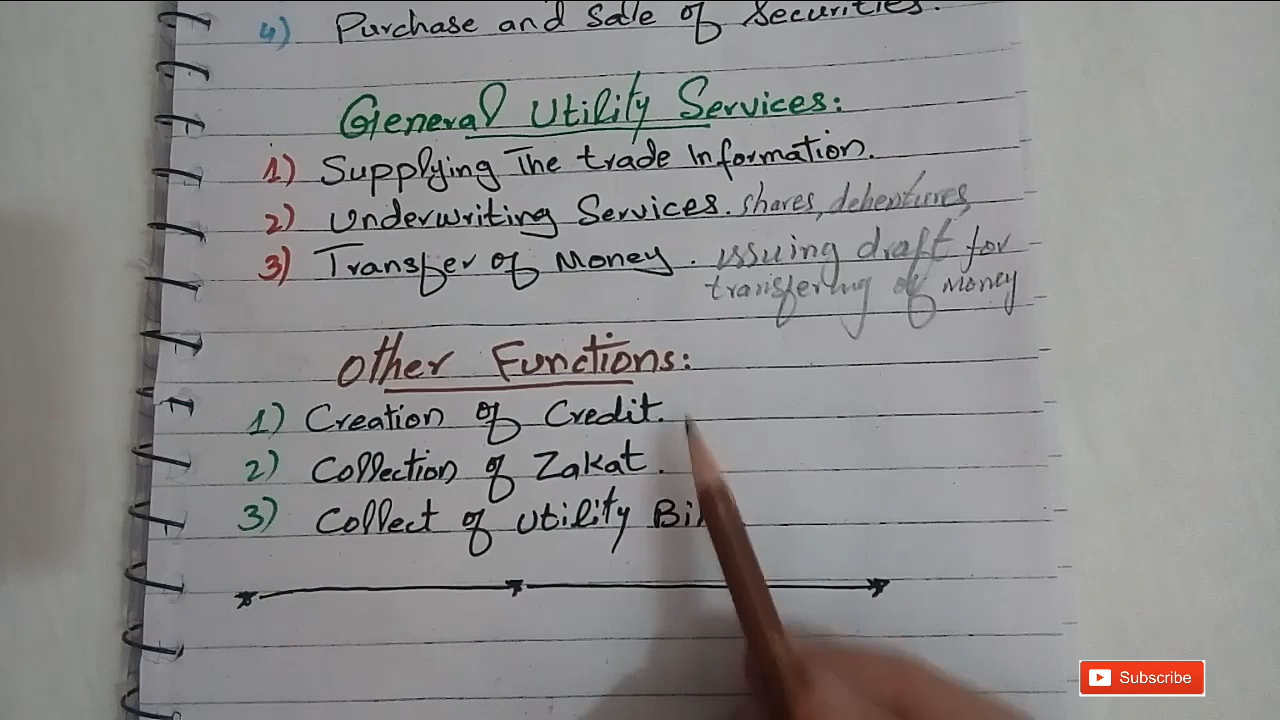 4) Purchase and Sale of Securities.
General Utility Services:
1) Supplying The trade Information.
2) Underwriting Services. shares, debentures,
3) Transfer of Money. issuing draft for
transfering of money
Other Functions:
1) Creation of Credit.
2) Collection of Zakat.
3) Collect of Utility
Subscribe